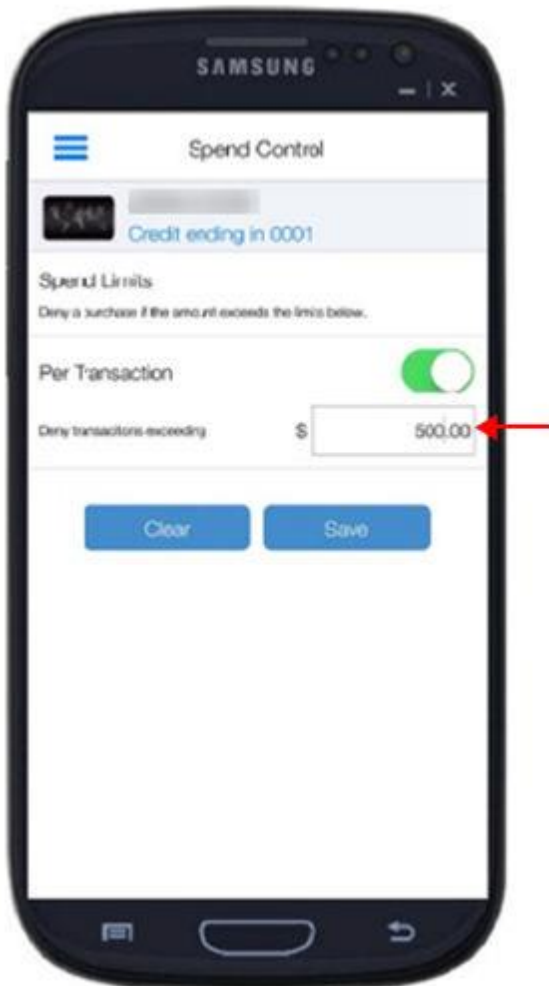 SAMSUNG
Spend Control
Credit ending in 0001
Spend Limits
Deny a purchase if the amount exceeds the limits below.
Per Transaction
Deny transacitons exceeding $ 500.00
Clear Save